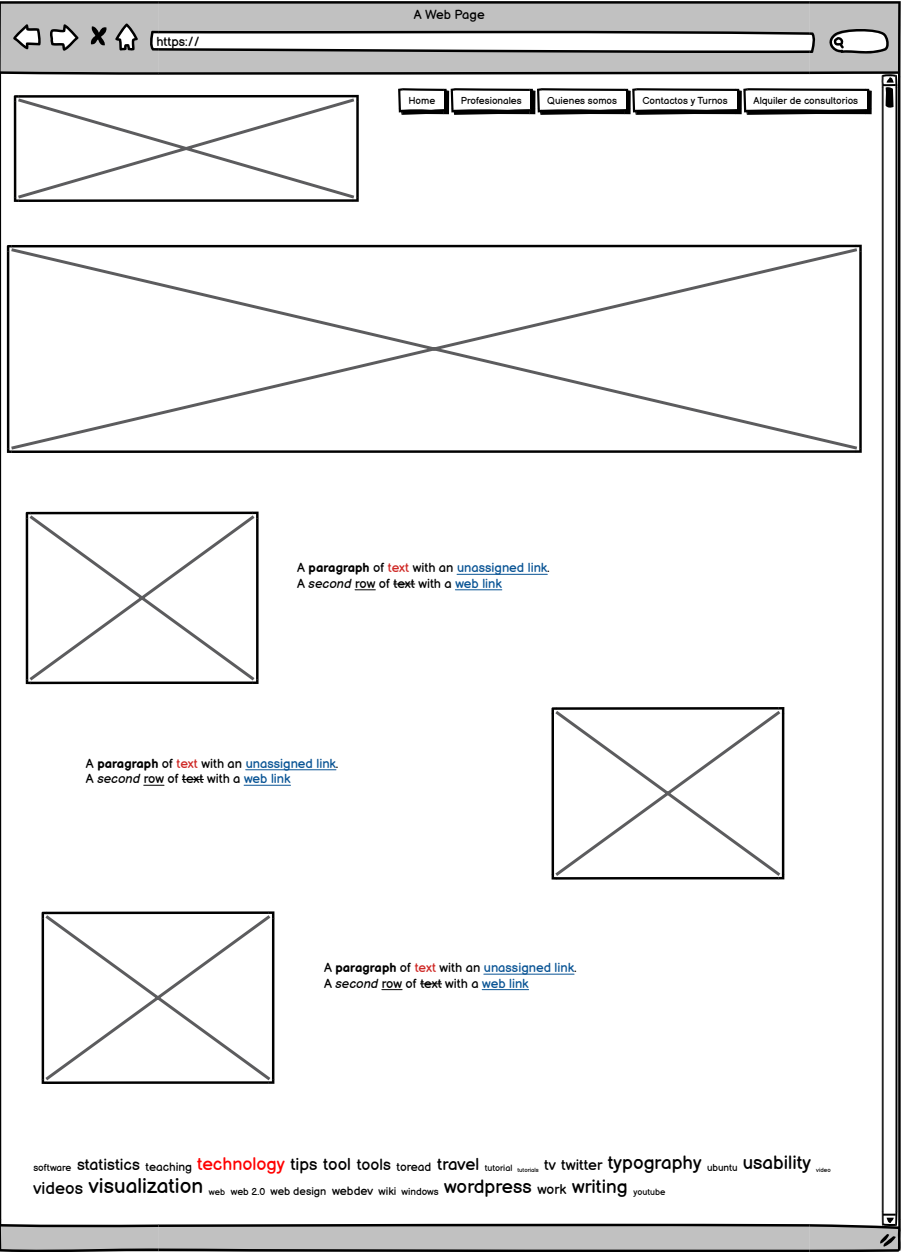 A Web Page
https://
Home Profesionales Quienes somos Contactos y Turnos Alquiler de consultorios
A paragraph of text with an unassigned link.
A second row of text with a web link
A paragraph of text with an unassigned link.
A second row of text with a web link
A paragraph of text with an unassigned link.
A second row of text with a web link
software statistics teaching technology tips tool tools toread travel tutorial tutorials tv twitter typography ubuntu usability video
videos visualization web web 2.0 web design webdev wiki windows wordpress work writing youtube